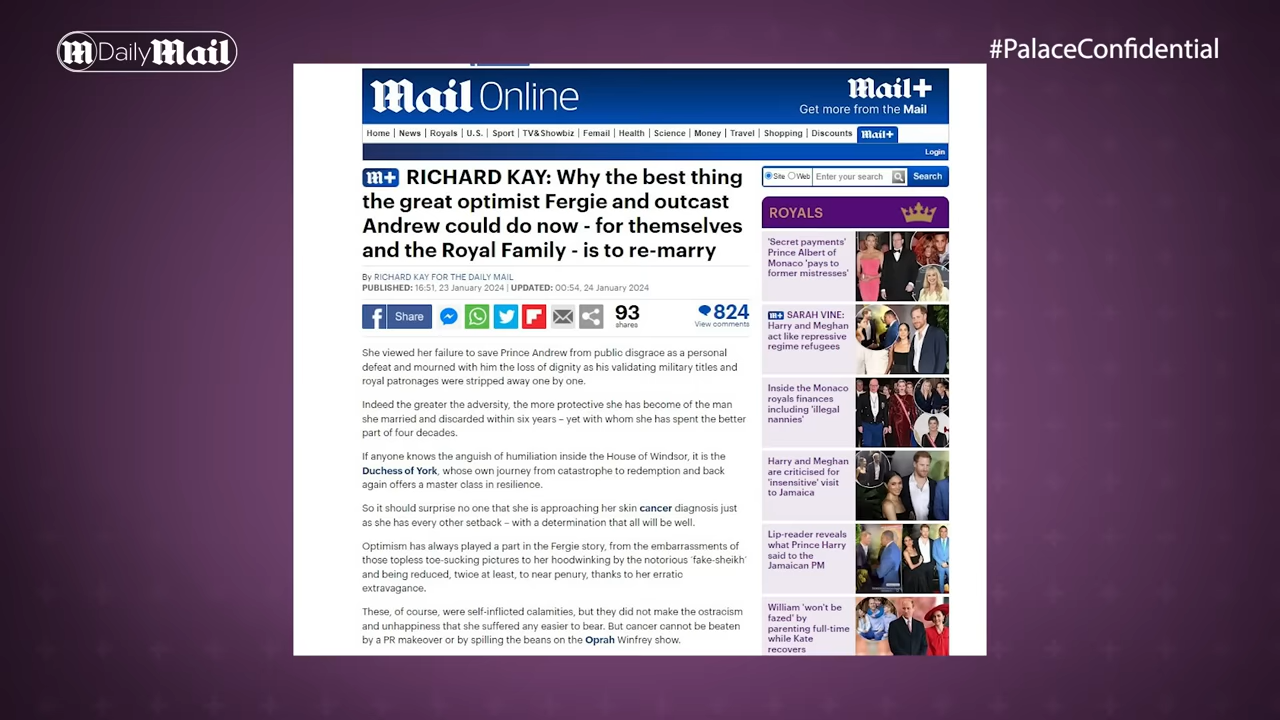 m DailyMail
#PalaceConfidential
Mail Online
Mail+
Get more from the Mail
Home News Royals U.S. Sport TV&Showbiz Femail Health Science Money Travel Shopping Discounts Mail+
Login
m+ RICHARD KAY: Why the best thing
the great optimist Fergie and outcast
Andrew could do now - for themselves
and the Royal Family - is to re-marry
By RICHARD KAY FOR THE DAILY MAIL
PUBLISHED: 16:51, 23 January 2024 | UPDATED: 00:54, 24 January 2024
f Share
93
shares
824
View comments
She viewed her failure to save Prince Andrew from public disgrace as a personal
defeat and mourned with him the loss of dignity as his validating military titles and
royal patronages were stripped away one by one.
Indeed the greater the adversity, the more protective she has become of the man
she married and discarded within six years – yet with whom she has spent the better
part of four decades.
If anyone knows the anguish of humiliation inside the House of Windsor, it is the
Duchess of York, whose own journey from catastrophe to redemption and back
again offers a master class in resilience.
So it should surprise no one that she is approaching her skin cancer diagnosis just
as she has every other setback – with a determination that all will be well.
Optimism has always played a part in the Fergie story, from the embarrassments of
those topless toe-sucking pictures to her hoodwinking by the notorious 'fake-sheikh'
and being reduced, twice at least, to near penury, thanks to her erratic
extravagance.
These, of course, were self-inflicted calamities, but they did not make the ostracism
and unhappiness that she suffered any easier to bear. But cancer cannot be beaten
by a PR makeover or by spilling the beans on the Oprah Winfrey show.
Site Web Enter your search Search
ROYALS
'Secret payments'
Prince Albert of
Monaco 'pays to
former mistresses'
m+ SARAH VINE:
Harry and Meghan
act like repressive
regime refugees
Inside the Monaco
royals finances
including 'illegal
nannies'
Harry and Meghan
are criticised for
'insensitive' visit
to Jamaica
Lip-reader reveals
what Prince Harry
said to the
Jamaican PM
William 'won't be
fazed' by
parenting full-time
while Kate
recovers